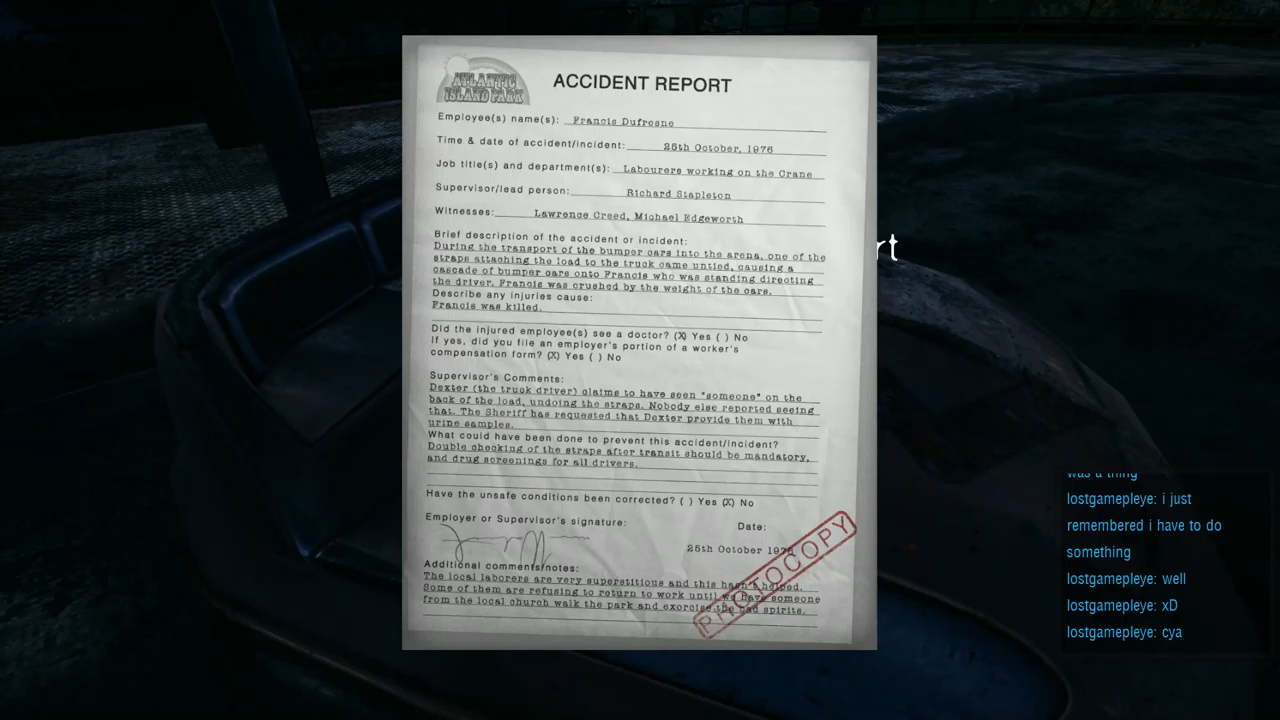 ATLANTIC
ISLAND PARK
ACCIDENT REPORT
Employee(s) name(s): Francis Dufresne
Time & date of accident/incident: 25th October, 1976
Job title(s) and department(s): Labourers working on the Crane
Supervisor/lead person: Richard Stapleton
Witnesses: Lawrence Creed, Michael Edgeworth
Brief description of the accident or incident:
During the transport of the bumper cars into the arena, one of the
straps attaching the load to the truck came untied, causing a
cascade of bumper cars onto Francis who was standing directing
the driver. Francis was crushed by the weight of the cars.
Describe any injuries cause:
Francis was killed.
Did the injured employee(s) see a doctor? (X) Yes ( ) No
If yes, did you file an employer's portion of a worker's
compensation form? (X) Yes ( ) No
Supervisor's Comments:
Dexter (the truck driver) claims to have seen "someone" on the
back of the load, undoing the straps. Nobody else reported seeing
that. The Sheriff has requested that Dexter provide them with
urine samples.
What could have been done to prevent this accident/incident?
Double checking of the straps after transit should be mandatory,
and drug screenings for all drivers.
Have the unsafe conditions been corrected? ( ) Yes (X) No
Employer or Supervisor's signature:
Date:
25th October 1976
PHOTOCOPY
Additional comments/notes:
The local laborers are very superstitious and this hasn't helped.
Some of them are refusing to return to work until we have someone
from the local church walk the park and exorcise the bad spirits.
rt
was a thing
lostgamepleye: i just
remembered i have to do
something
lostgamepleye: well
lostgamepleye: xD
lostgamepleye: cya